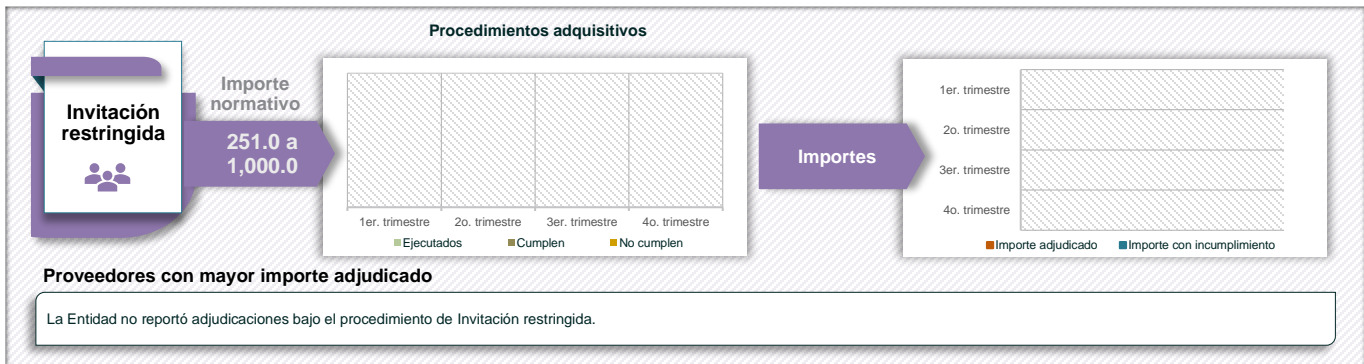 Procedimientos adquisitivos
Invitación
restringida
Importe
normativo
251.0 a
1,000.0
1er. trimestre
2o. trimestre
3er. trimestre
4o. trimestre
Ejecutados
Cumplen
No cumplen
Importes
1er. trimestre
2o. trimestre
3er. trimestre
4o. trimestre
Importe adjudicado
Importe con incumplimiento
Proveedores con mayor importe adjudicado
La Entidad no reportó adjudicaciones bajo el procedimiento de Invitación restringida.